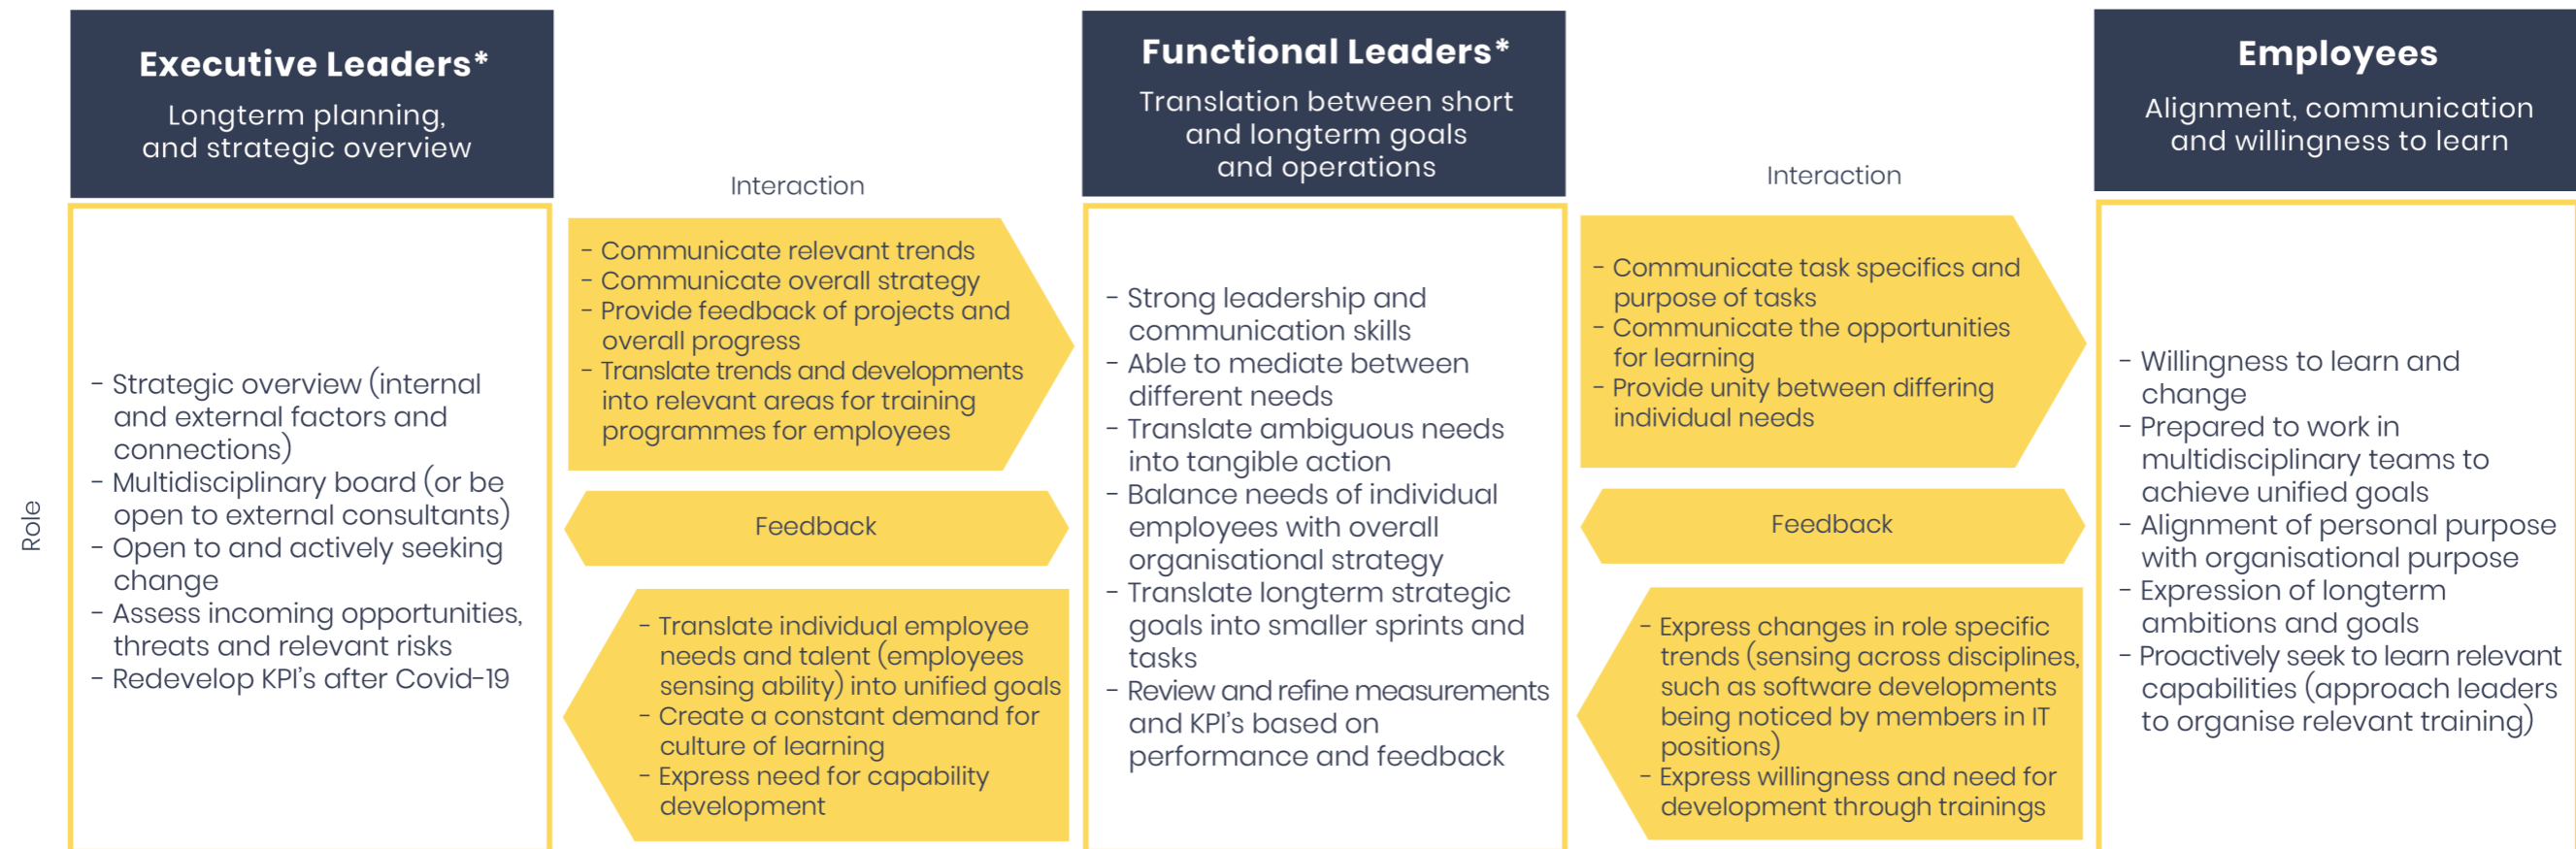 Executive Leaders*
Longterm planning,
and strategic overview
Interaction
Functional Leaders*
Translation between short
and longterm goals
and operations
Interaction
Employees
Alignment, communication
and willingness to learn
Role
- Strategic overview (internal
and external factors and
connections)
- Multidisciplinary board (or be
open to external consultants)
- Open to and actively seeking
change
- Assess incoming opportunities,
threats and relevant risks
- Redevelop KPI's after Covid-19
- Communicate relevant trends
- Communicate overall strategy
- Provide feedback of projects and
overall progress
- Translate trends and developments
into relevant areas for training
programmes for employees
Feedback
- Translate individual employee
needs and talent (employees
sensing ability) into unified goals
- Create a constant demand for
culture of learning
- Express need for capability
development
- Strong leadership and
communication skills
- Able to mediate between
different needs
- Translate ambiguous needs
into tangible action
- Balance needs of individual
employees with overall
organisational strategy
- Translate longterm strategic
goals into smaller sprints and
tasks
- Review and refine measurements
and KPI's based on
performance and feedback
- Communicate task specifics and
purpose of tasks
- Communicate the opportunities
for learning
- Provide unity between differing
individual needs
Feedback
- Express changes in role specific
trends (sensing across disciplines,
such as software developments
being noticed by members in IT
positions)
- Express willingness and need for
development through trainings
- Willingness to learn and
change
- Prepared to work in
multidisciplinary teams to
achieve unified goals
- Alignment of personal purpose
with organisational purpose
- Expression of longterm
ambitions and goals
- Proactively seek to learn relevant
capabilities (approach leaders
to organise relevant training)